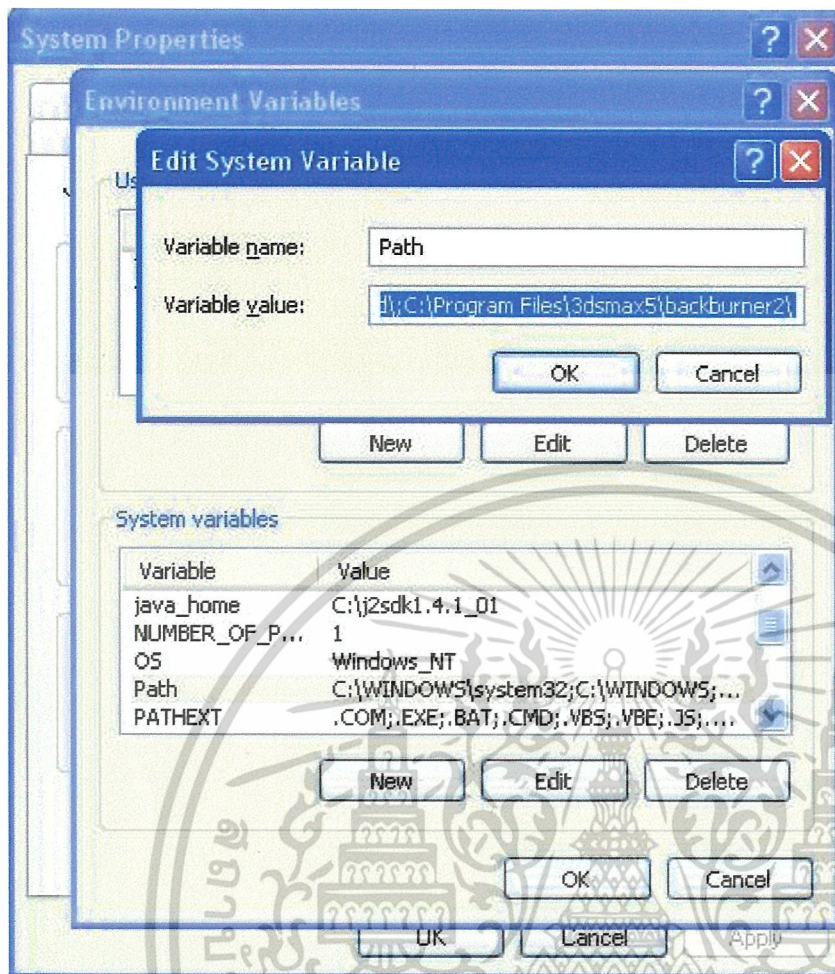 System Properties
Environment Variables
Edit System Variable
Variable name:
Path
Variable value:
d\;C:\Program Files\3dsmax5\backburner2\
OK Cancel
New Edit Delete
System variables
Variable Value
java_home C:\j2sdk1.4.1_01
NUMBER_OF_P... 1
OS Windows_NT
Path C:\WINDOWS\system32;C:\WINDOWS;...
PATHEXT .COM;.EXE;.BAT;.CMD;.VBS;.VBE;.JS;....
New Edit Delete
OK Cancel
OK Cancel Apply